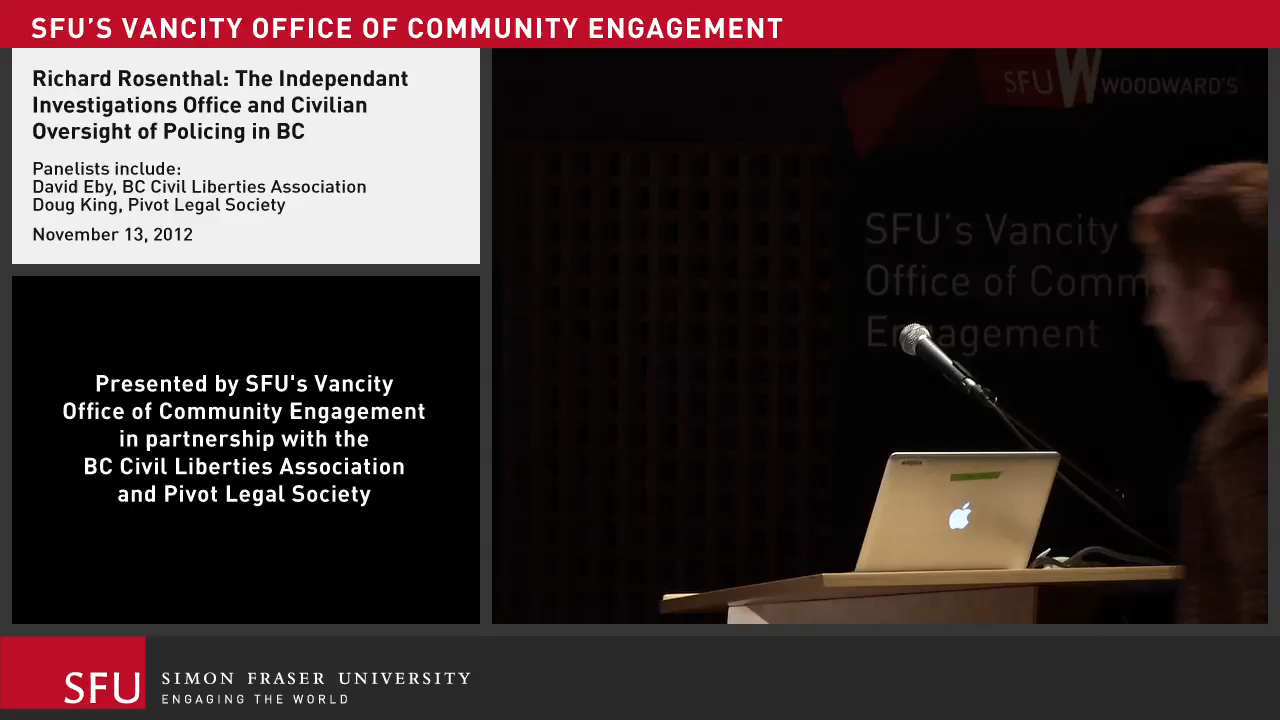 SFU'S VANCITY OFFICE OF COMMUNITY ENGAGEMENT
Richard Rosenthal: The Independant
Investigations Office and Civilian
Oversight of Policing in BC
Panelists include:
David Eby, BC Civil Liberties Association
Doug King, Pivot Legal Society
November 13, 2012
Presented by SFU's Vancity
Office of Community Engagement
in partnership with the
BC Civil Liberties Association
and Pivot Legal Society
SFU W WOODWARD'S
SFU's Vancity
Office of Comm
Engagement
SFU
SIMON FRASER UNIVERSITY
ENGAGING THE WORLD